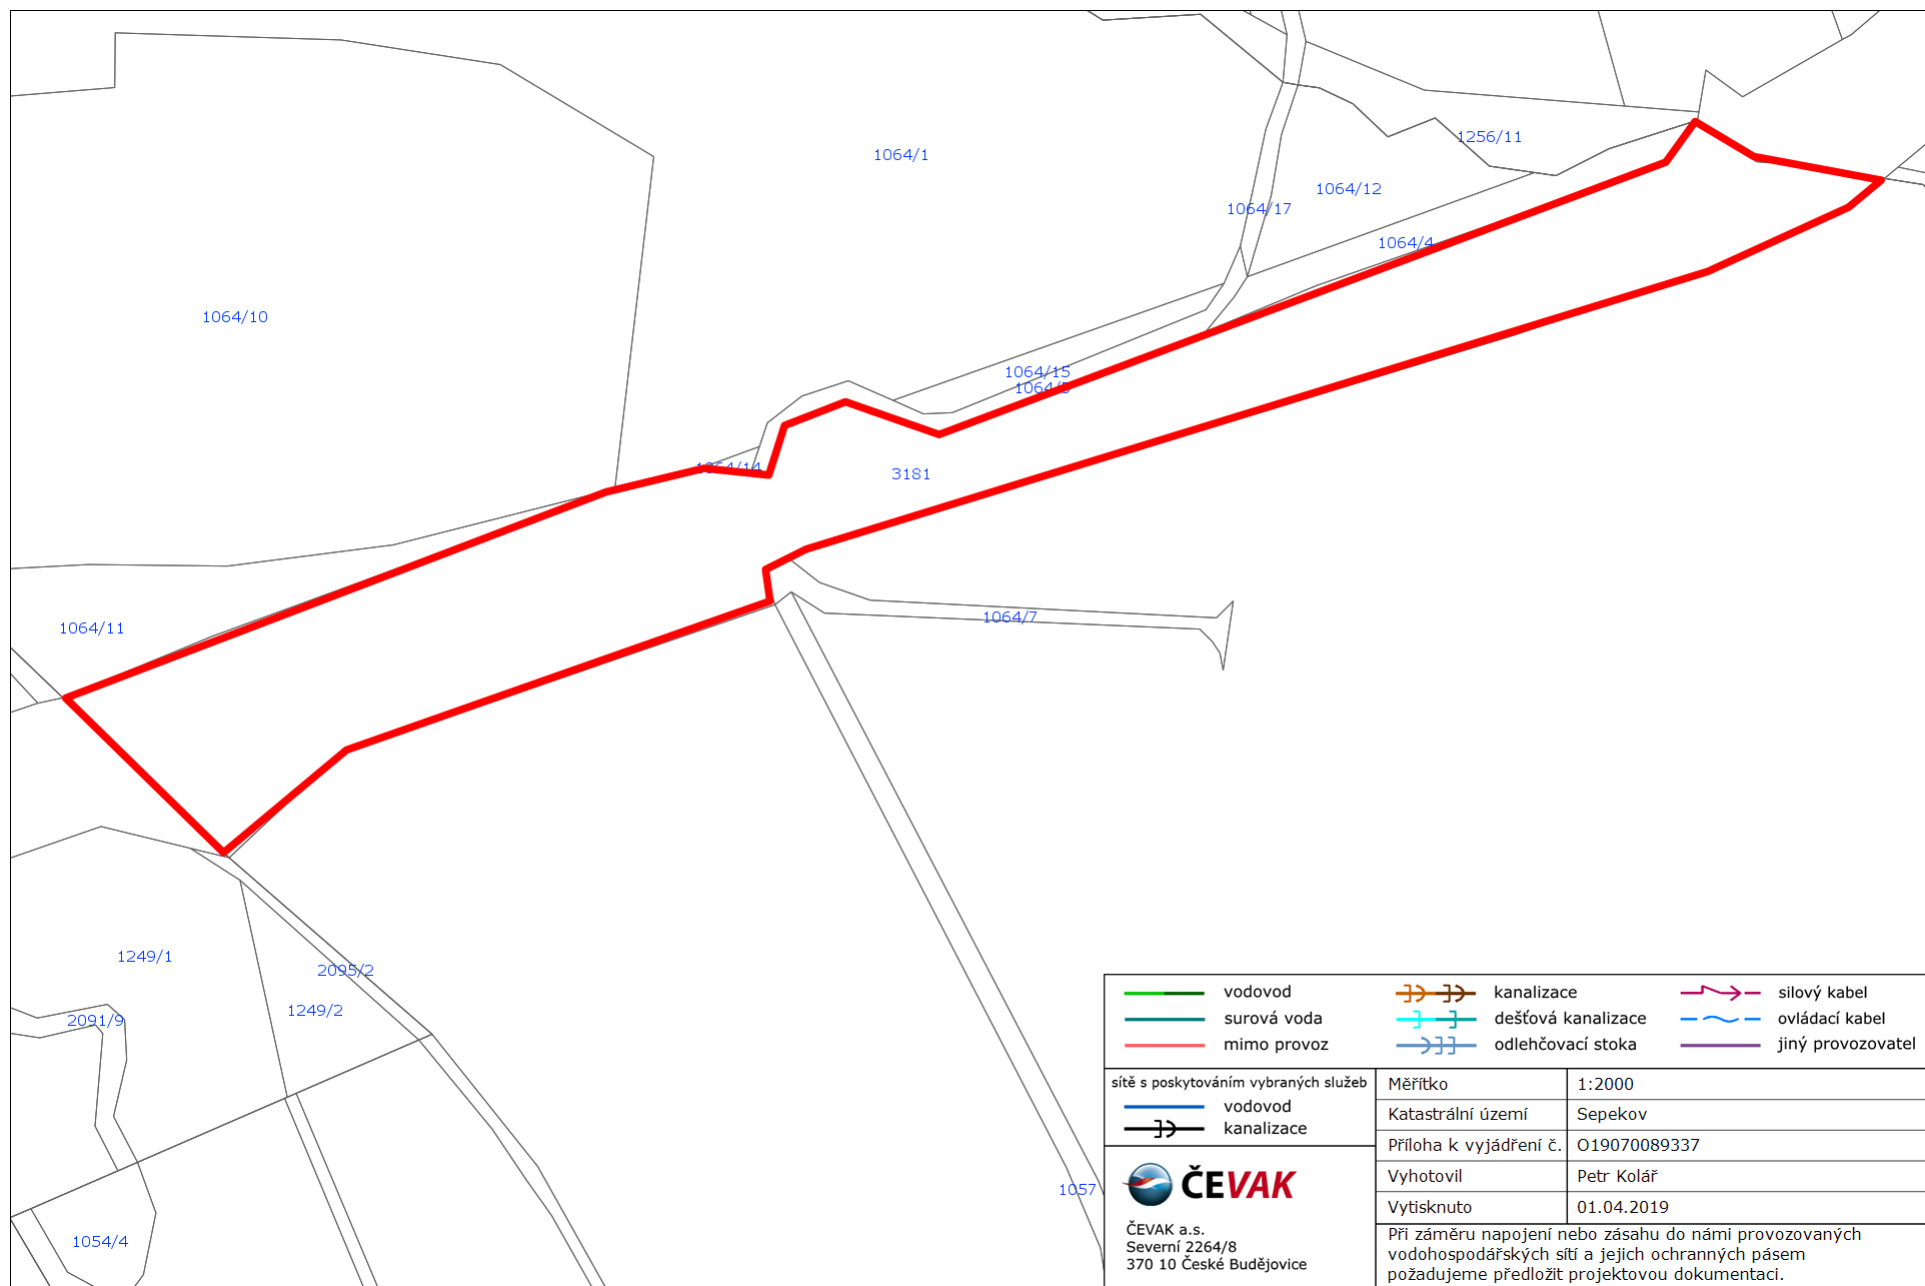 1256/11
1064/1
1064/12
1064/17
1064/4
1064/10
1064/15
1064/5
1064/14
3181
1064/7
1064/11
1249/1
2095/2
1249/2
2091/9
1057
1054/4
vodovod
surová voda
mimo provoz
kanalizace
dešťová kanalizace
odlehčovací stoka
silový kabel
ovládací kabel
jiný provozovatel
sítě s poskytováním vybraných služeb
vodovod
kanalizace
Měřítko 1:2000
Katastrální území Sepekov
Příloha k vyjádření č. O19070089337
Vyhotovil Petr Kolář
Vytisknuto 01.04.2019
ČEVAK
ČEVAK a.s.
Severní 2264/8
370 10 České Budějovice
Při záměru napojení nebo zásahu do námi provozovaných
vodohospodářských sítí a jejich ochranných pásem
požadujeme předložit projektovou dokumentaci.